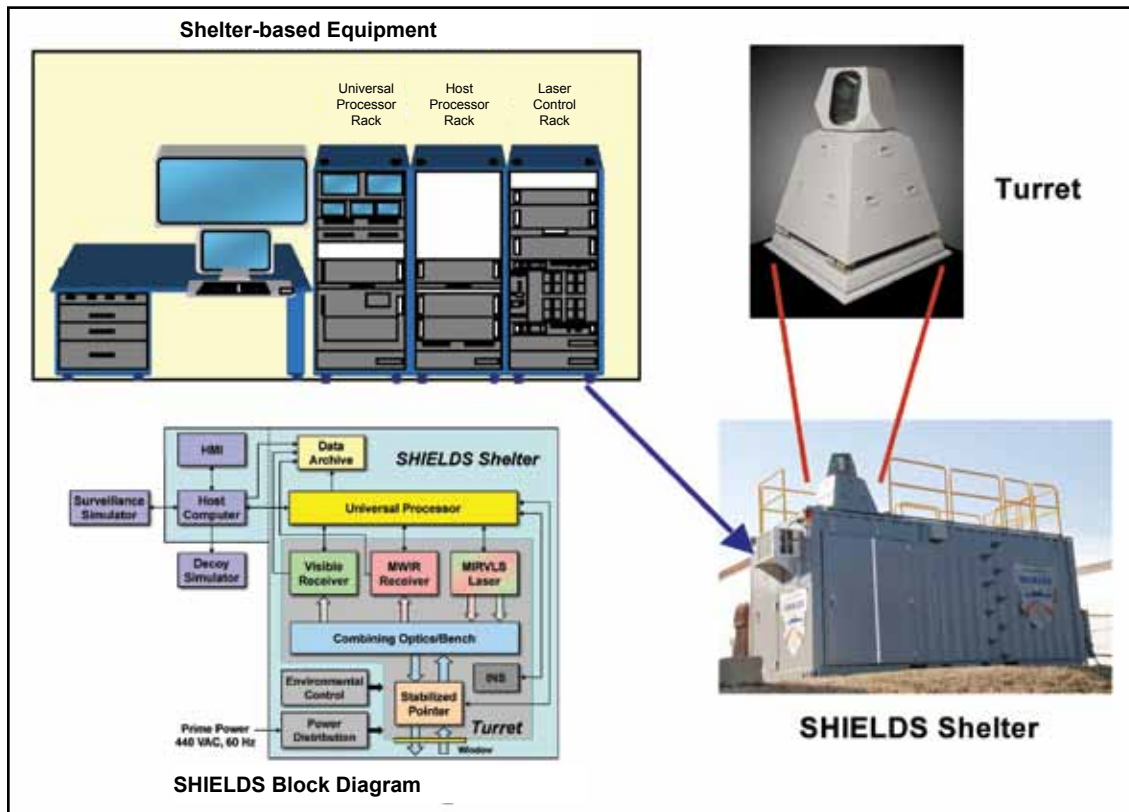 Shelter-based Equipment
Universal
Processor
Rack
Host
Processor
Rack
Laser
Control
Rack
Turret
HMI
Data
Archive
SHIELDS Shelter
Surveillance
Simulator
Host
Computer
Universal Processor
Decoy
Simulator
Visible
Receiver
MWIR
Receiver
MIRVLS
Laser
Combining Optics/Bench
Environmental
Control
INS
Stabilized
Pointer
Prime Power
440 VAC, 60 Hz
Power
Distribution
Turret
Window
SHIELDS Block Diagram
SHIELDS Shelter